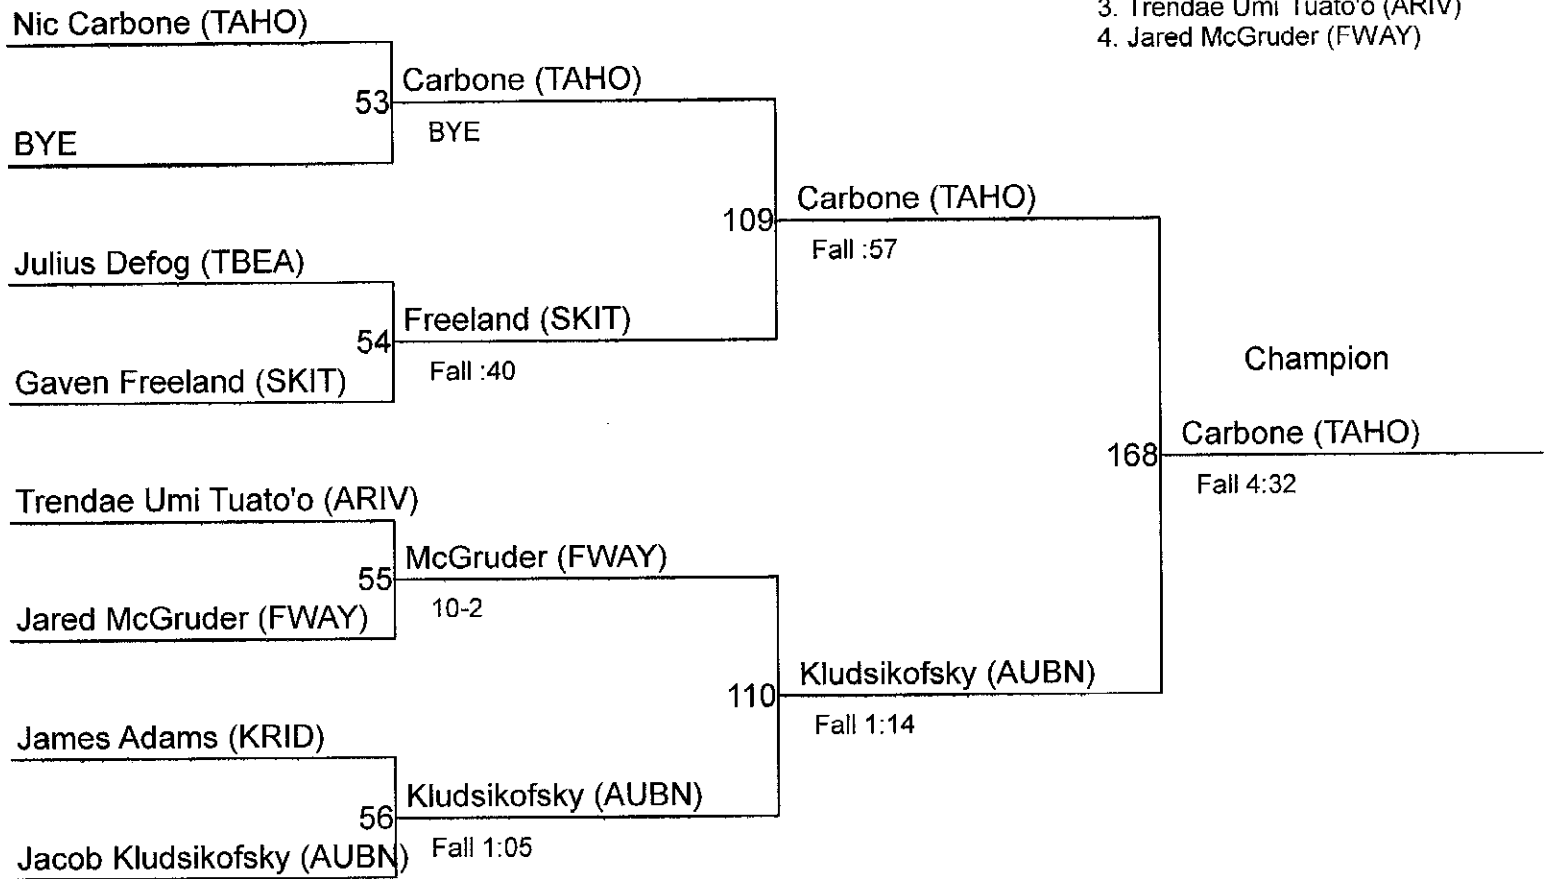 3. Trendae Umi Tuato'o (ARIV)
4. Jared McGruder (FWAY)
Nic Carbone (TAHO)
53
Carbone (TAHO)
BYE
BYE
109
Carbone (TAHO)
Fall :57
Julius Defog (TBEA)
54
Freeland (SKIT)
Fall :40
Gaven Freeland (SKIT)
Champion
168
Carbone (TAHO)
Fall 4:32
Trendae Umi Tuato'o (ARIV)
55
McGruder (FWAY)
10-2
Jared McGruder (FWAY)
110
Kludsikofsky (AUBN)
Fall 1:14
James Adams (KRID)
56
Kludsikofsky (AUBN)
Fall 1:05
Jacob Kludsikofsky (AUBN)